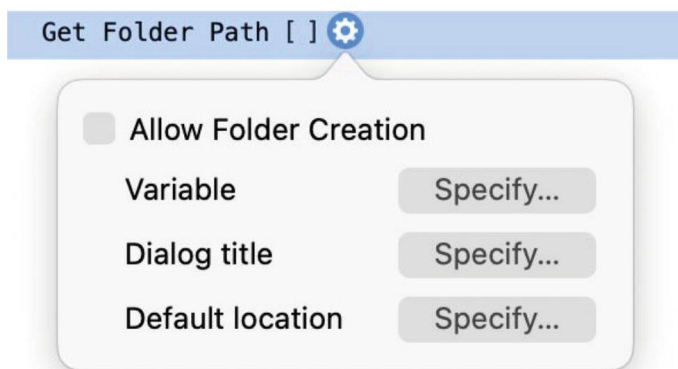 Get Folder Path [ ]
Allow Folder Creation
Variable Specify...
Dialog title Specify...
Default location Specify...